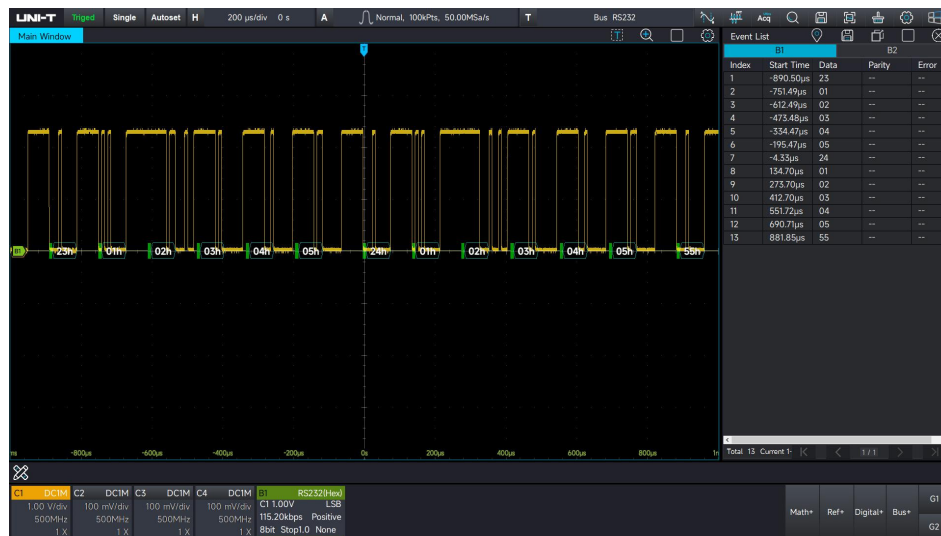 UNI-T Triged Single Autoset H 200 μs/div 0 s A Normal, 100kPts, 50.00MSa/s T Bus RS232 Acq
Main Window
T
Event List
B1 B2
Index Start Time Data Parity Error
1 -890.50μs 23 -- --
2 -751.49μs 01 -- --
3 -612.49μs 02 -- --
4 -473.48μs 03 -- --
5 -334.47μs 04 -- --
6 -195.47μs 05 -- --
7 -4.33μs 24 -- --
8 134.70μs 01 -- --
9 273.70μs 02 -- --
10 412.70μs 03 -- --
11 551.72μs 04 -- --
12 690.71μs 05 -- --
13 881.85μs 55 -- --
B1 23h 01h 02h 03h 04h 05h 24h 01h 02h 03h 04h 05h 55h
ms -800μs -600μs -400μs -200μs 0s 200μs 400μs 600μs 800μs 1
Total 13 Current 1- 1 / 1
C1 DC1M C2 DC1M C3 DC1M C4 DC1M B1 RS232(Hex)
1.00 V/div 100 mV/div 100 mV/div 100 mV/div C1 1.00V LSB
500MHz 500MHz 500MHz 500MHz 115.20kbps Positive
1 X 1 X 1 X 1 X 8bit Stop1.0 None
Math+ Ref+ Digital+ Bus+
G1
G2